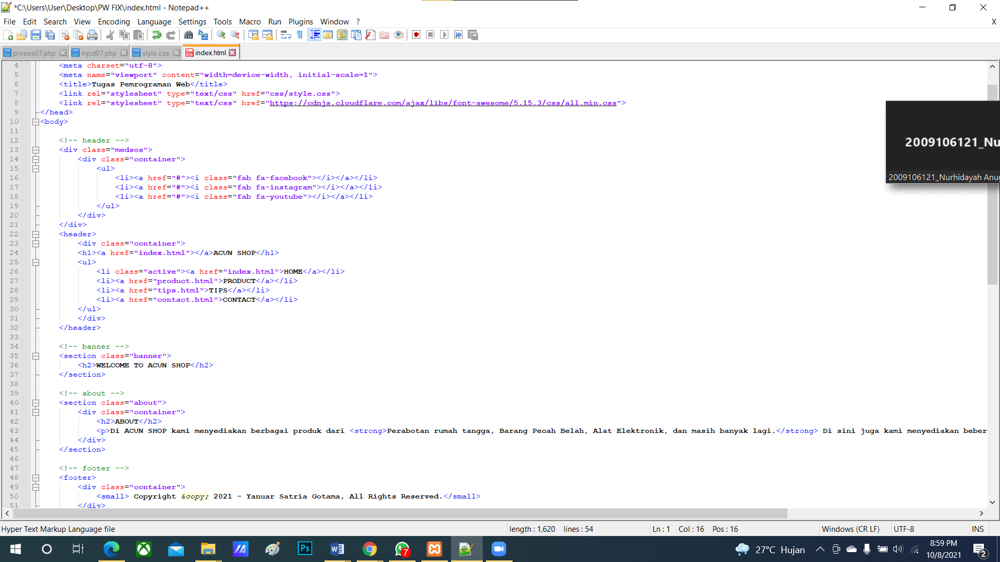 *C:\Users\User\Desktop\PW FIX\index.html - Notepad++
File Edit Search View Encoding Language Settings Tools Macro Run Plugins Window ? X
proses07.php input07.php style.css index.html
4 <meta charset="utf-8">
5 <meta name="viewport" content="width=device-width, initial-scale=1">
6 <title>Tugas Pemrograman Web</title>
7 <link rel="stylesheet" type="text/css" href="css/style.css">
8 <link rel="stylesheet" type="text/css" href="https://cdnjs.cloudflare.com/ajax/libs/font-awesome/5.15.3/css/all.min.css">
9 </head>
10 <body>
11
12 <!-- header -->
13 <div class="medsos">
14 <div class="container">
15 <ul>
16 <li><a href="#"><i class="fab fa-facebook"></i></a></li>
17 <li><a href="#"><i class="fab fa-instagram"></i></a></li>
18 <li><a href="#"><i class="fab fa-youtube"></i></a></li>
19 </ul>
20 </div>
21 </div>
22 <header>
23 <div class="container">
24 <h1><a href="index.html"></a>ACUN SHOP</h1>
25 <ul>
26 <li class="active"><a href="index.html">HOME</a></li>
27 <li><a href="product.html">PRODUCT</a></li>
28 <li><a href="tips.html">TIPS</a></li>
29 <li><a href="contact.html">CONTACT</a></li>
30 </ul>
31 </div>
32 </header>
33
34 <!-- banner -->
35 <section class="banner">
36 <h2>WELCOME TO ACUN SHOP</h2>
37 </section>
38
39 <!-- about -->
40 <section class="about">
41 <div class="container">
42 <h2>ABOUT</h2>
43 <p>Di ACUN SHOP kami menyediakan berbagai produk dari <strong>Perabotan rumah tangga, Barang Pecah Belah, Alat Elektronik, dan masih banyak lagi.</strong> Di sini juga kami menyediakan beber
44 </div>
45 </section>
46
47 <!-- footer -->
48 <footer>
49 <div class="container">
50 <small> Copyright &copy; 2021 - Yanuar Satria Gotama, All Rights Reserved.</small>
51 </div>
2009106121_Nu
2009106121_Nurhidayah Anug
Hyper Text Markup Language file length : 1,620 lines : 54 Ln : 1 Col : 16 Pos : 16 Windows (CR LF) UTF-8 INS
Ps
7
27°C Hujan
8:59 PM
10/8/2021
2